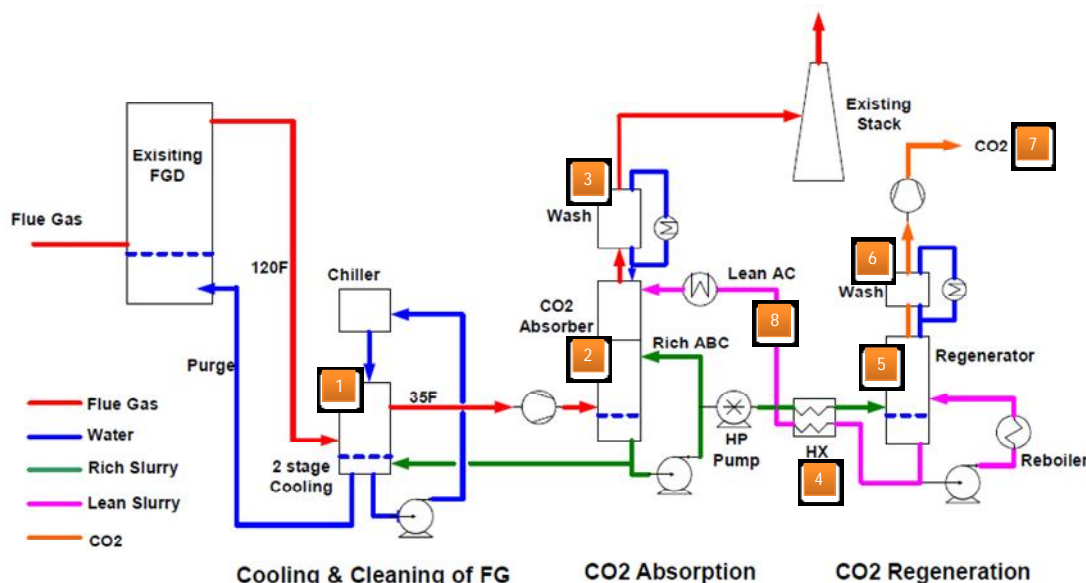 Exisiting
FGD
Flue Gas
120F
Chiller
Purge
1
35F
2 stage
Cooling
3
Wash
CO2
Absorber
2
Lean AC
8
Rich ABC
HP
Pump
HX
4
Existing
Stack
CO2
7
6
Wash
5
Regenerator
Reboiler
Flue Gas
Water
Rich Slurry
Lean Slurry
CO2
Cooling & Cleaning of FG
CO2 Absorption
CO2 Regeneration